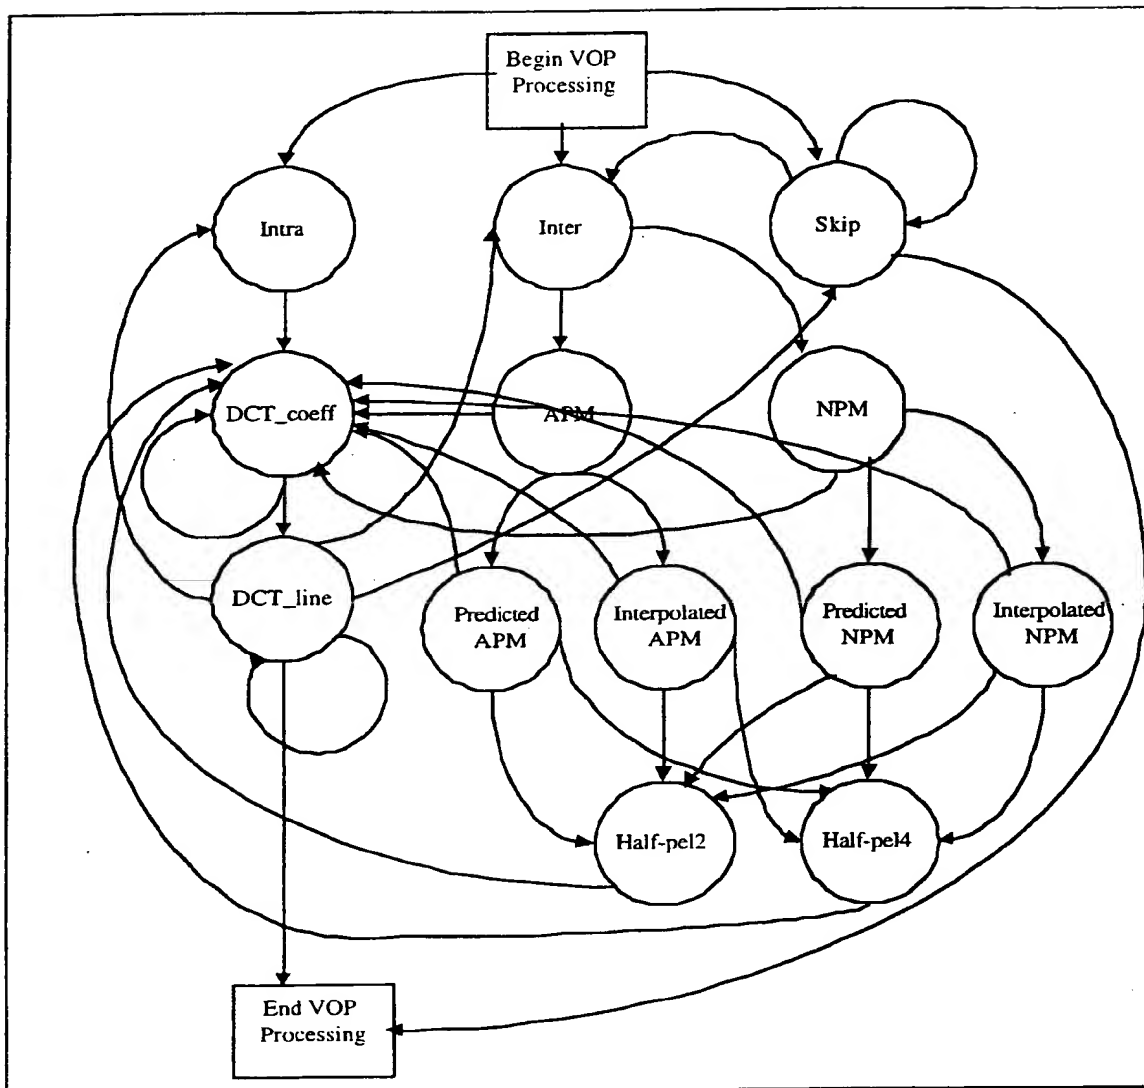 Begin VOP
Processing
Intra
Inter
Skip
DCT_coeff
APM
NPM
DCT_line
Predicted
APM
Interpolated
APM
Predicted
NPM
Interpolated
NPM
Half-pel2
Half-pel4
End VOP
Processing